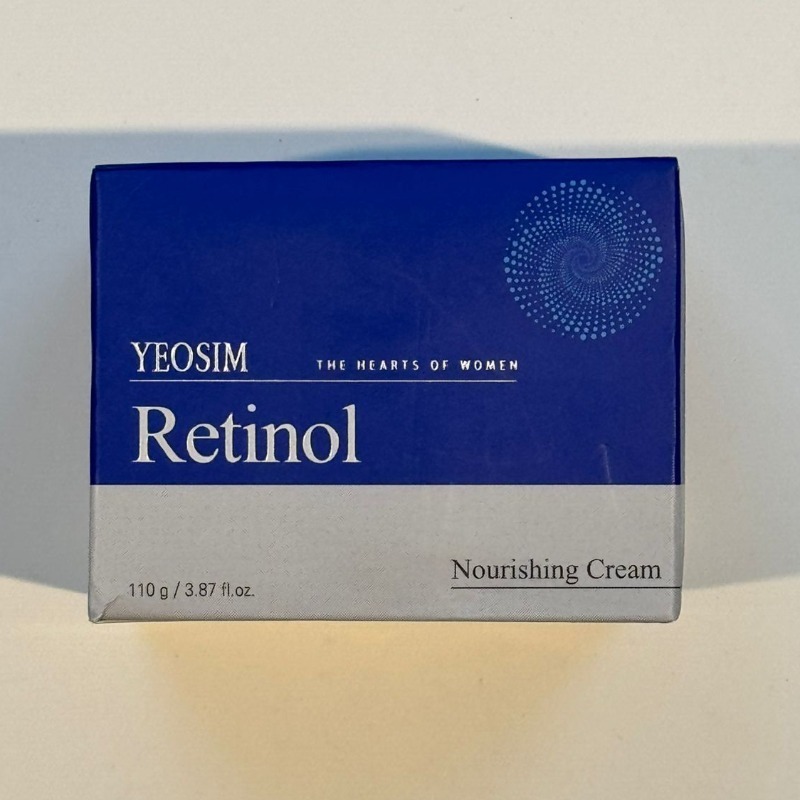 YEOSIM THE HEARTS OF WOMEN
Retinol
Nourishing Cream
110 g / 3.87 fl.oz.